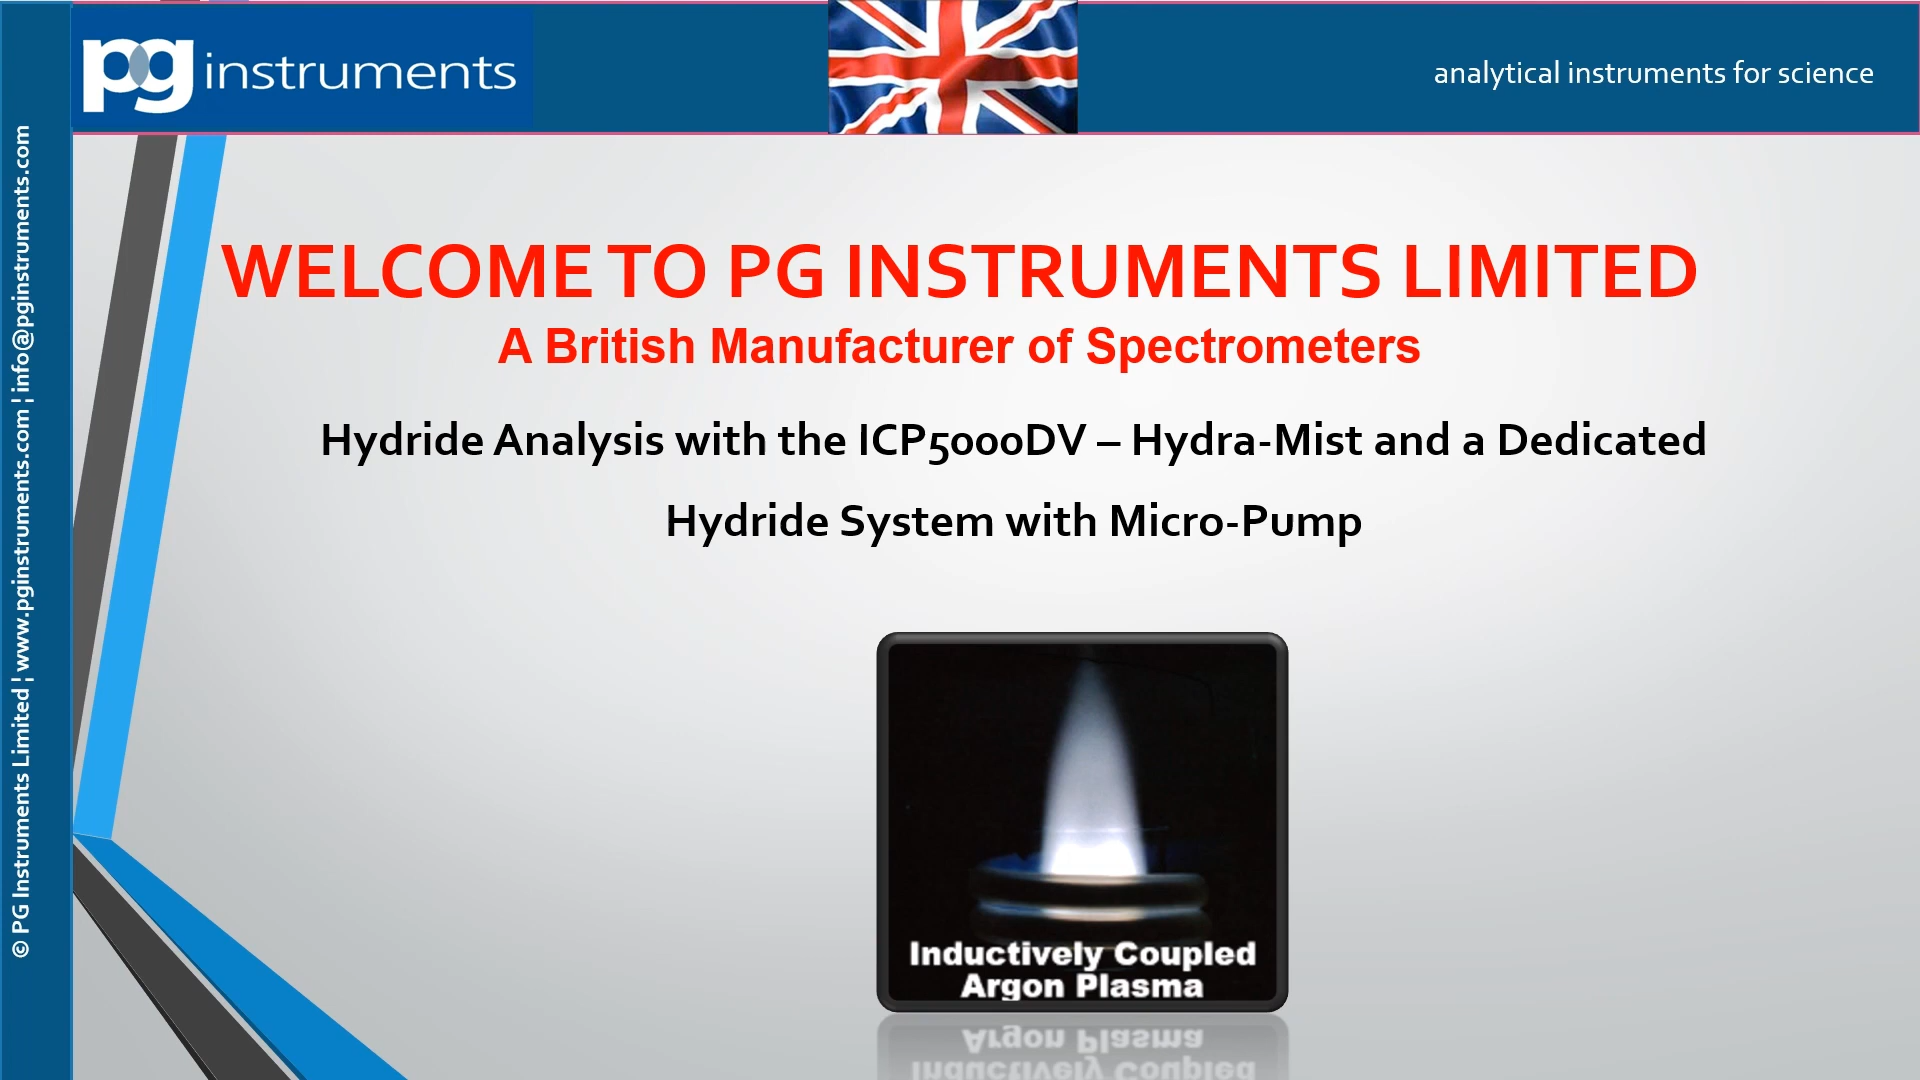 pg instruments
analytical instruments for science
© PG Instruments Limited ¦ www.pginstruments.com ¦ info@pginstruments.com
WELCOME TO PG INSTRUMENTS LIMITED
A British Manufacturer of Spectrometers
Hydride Analysis with the ICP5000DV – Hydra-Mist and a Dedicated
Hydride System with Micro-Pump
Inductively Coupled
Argon Plasma